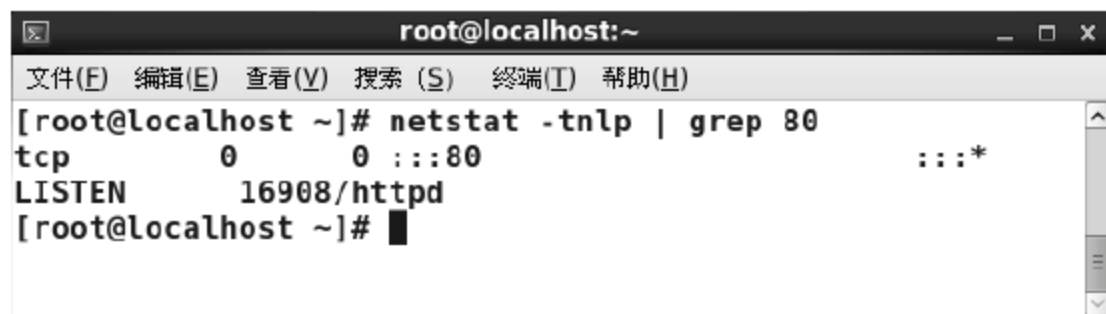 root@localhost:~
文件(F) 编辑(E) 查看(V) 搜索 (S) 终端(T) 帮助(H)
[root@localhost ~]# netstat -tnlp | grep 80
tcp 0 0 :::80 :::*
LISTEN 16908/httpd
[root@localhost ~]#